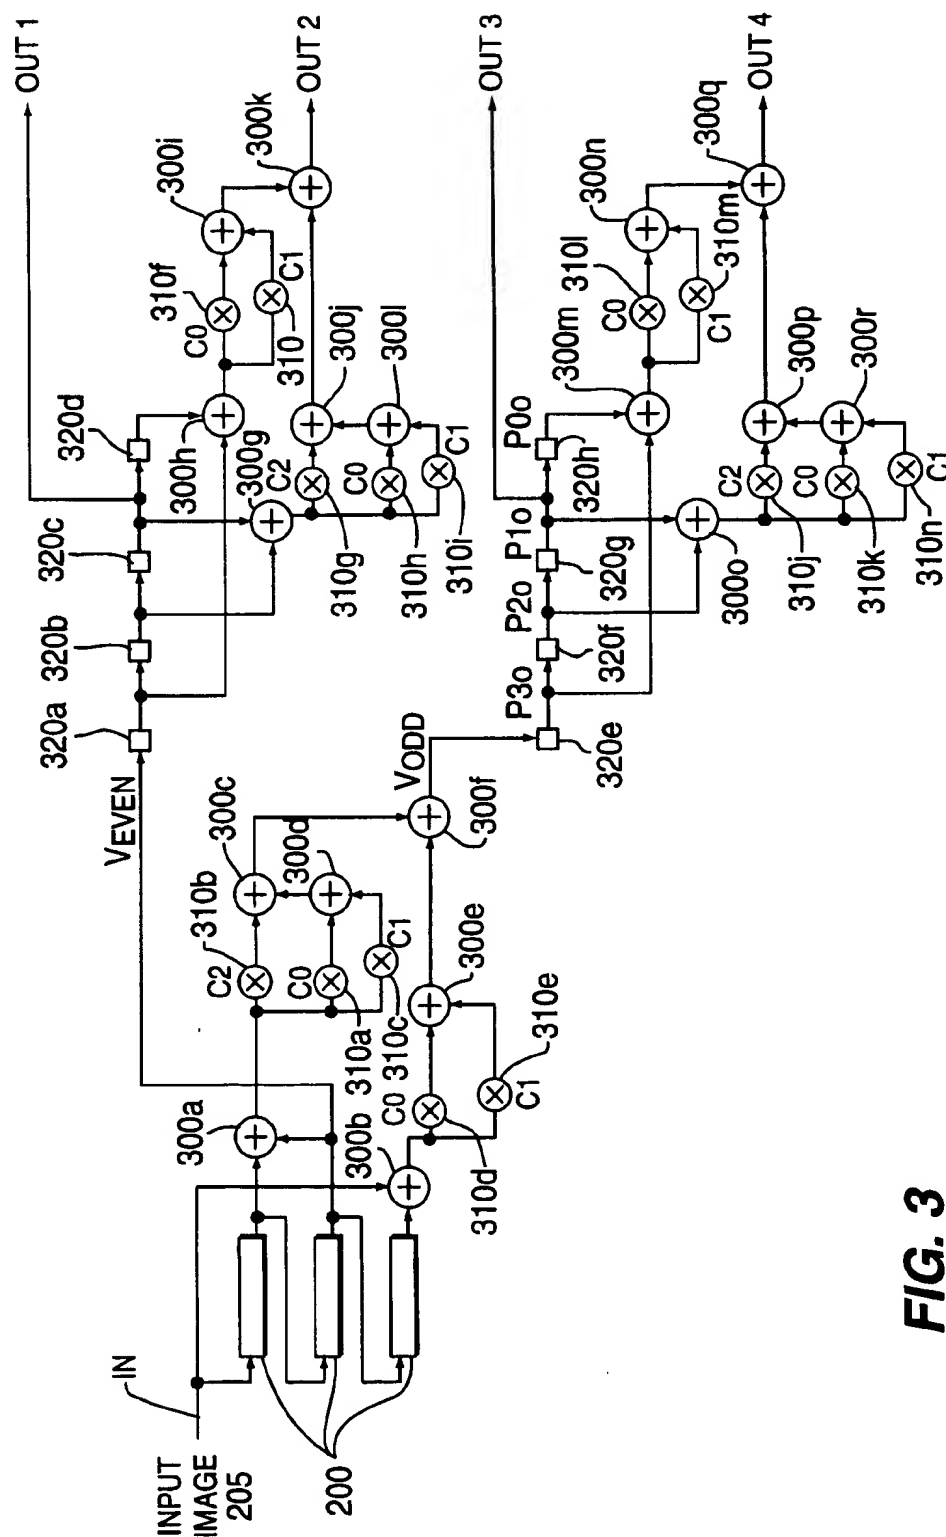 INPUT
IMAGE
205
IN
200
300a
300b
310d
C0
310e
C1
C2
310b
300c
C0
310a
300d
310c
C1
300e
300f
VEVEN
VODD
320a
320b
320c
320d
300h
300g
C0
310f
300i
310
C1
300k
C2
310g
300j
C0
310h
300l
C1
310i
OUT 1
OUT 2
320e
P3o
320f
P2o
320g
P1o
320h
P0o
300m
300o
C0
310l
300n
C1
310m
300q
C2
310j
300p
C0
310k
300r
C1
310n
OUT 3
OUT 4
FIG. 3